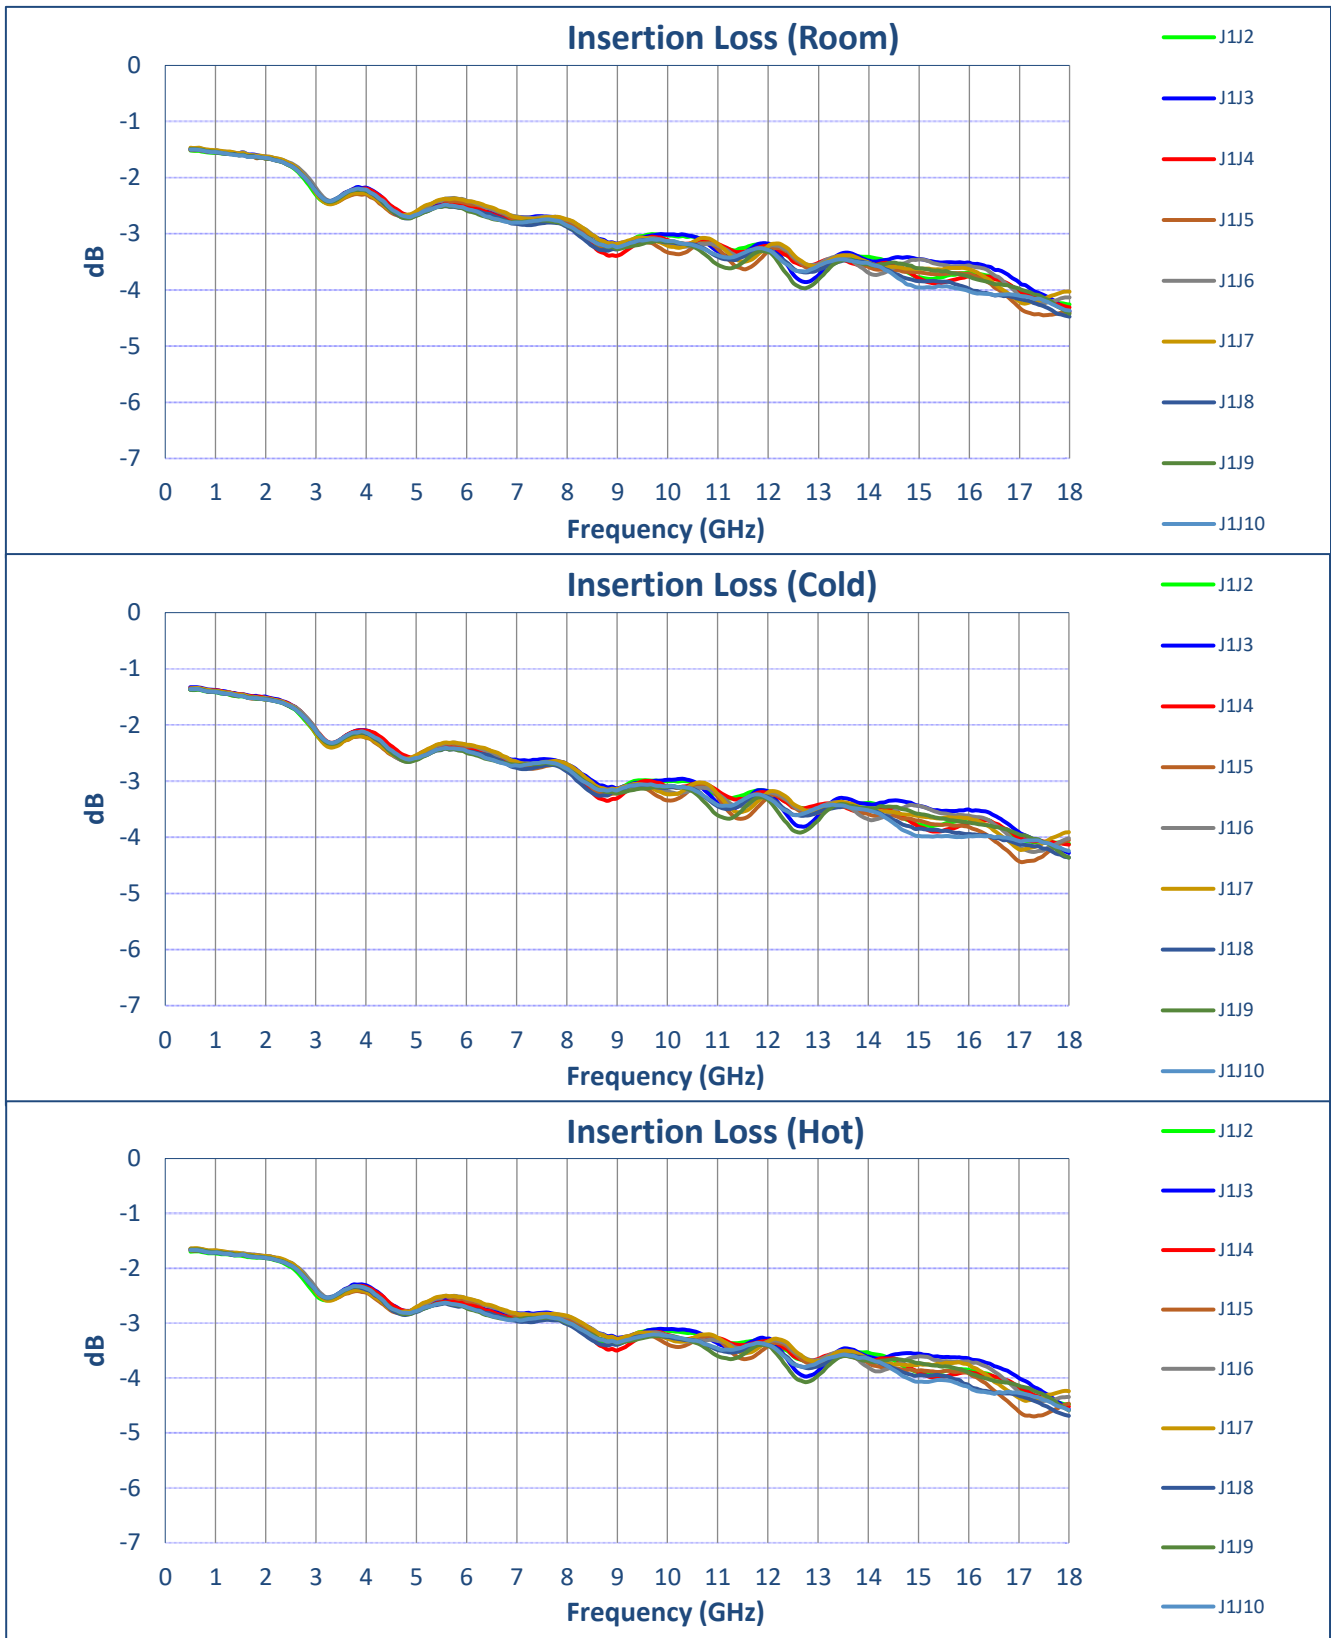 Insertion Loss (Room)
dB
0
-1
-2
-3
-4
-5
-6
-7
0 1 2 3 4 5 6 7 8 9 10 11 12 13 14 15 16 17 18
Frequency (GHz)
J1J2
J1J3
J1J4
J1J5
J1J6
J1J7
J1J8
J1J9
J1J10
Insertion Loss (Cold)
dB
0
-1
-2
-3
-4
-5
-6
-7
0 1 2 3 4 5 6 7 8 9 10 11 12 13 14 15 16 17 18
Frequency (GHz)
J1J2
J1J3
J1J4
J1J5
J1J6
J1J7
J1J8
J1J9
J1J10
Insertion Loss (Hot)
dB
0
-1
-2
-3
-4
-5
-6
-7
0 1 2 3 4 5 6 7 8 9 10 11 12 13 14 15 16 17 18
Frequency (GHz)
J1J2
J1J3
J1J4
J1J5
J1J6
J1J7
J1J8
J1J9
J1J10